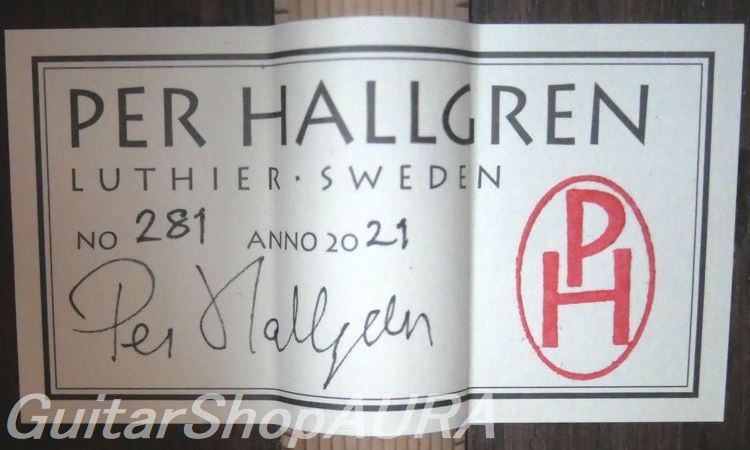 PER HALLGREN
LUTHIER · SWEDEN
NO 281 ANNO 2021
Per Hallgren
PH
GuitarShopAURA